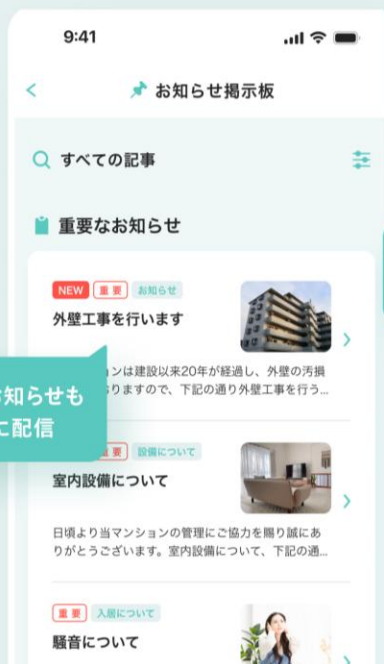 9:41
お知らせ掲示板
すべての記事
重要なお知らせ
NEW 重要 お知らせ
外壁工事を行います
ンは建設以来20年が経過し、外壁の汚損
りますので、下記の通り外壁工事を行う...
お知らせも
に配信
重要 設備について
室内設備について
日頃より当マンションの管理にご協力を賜り誠にあ
りがとうございます。室内設備について、下記の通...
重要 入居について
騒音について